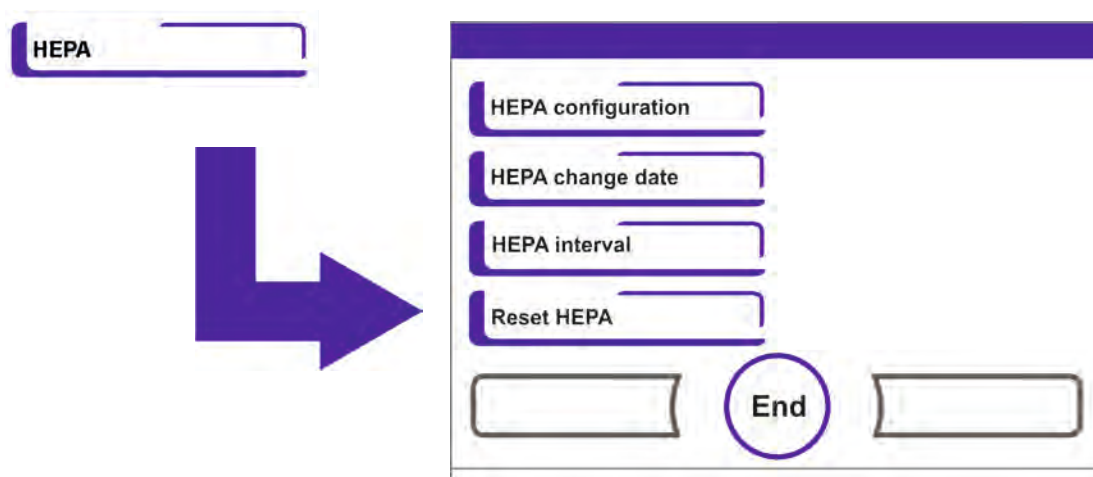 HEPA
HEPA configuration
HEPA change date
HEPA interval
Reset HEPA
End